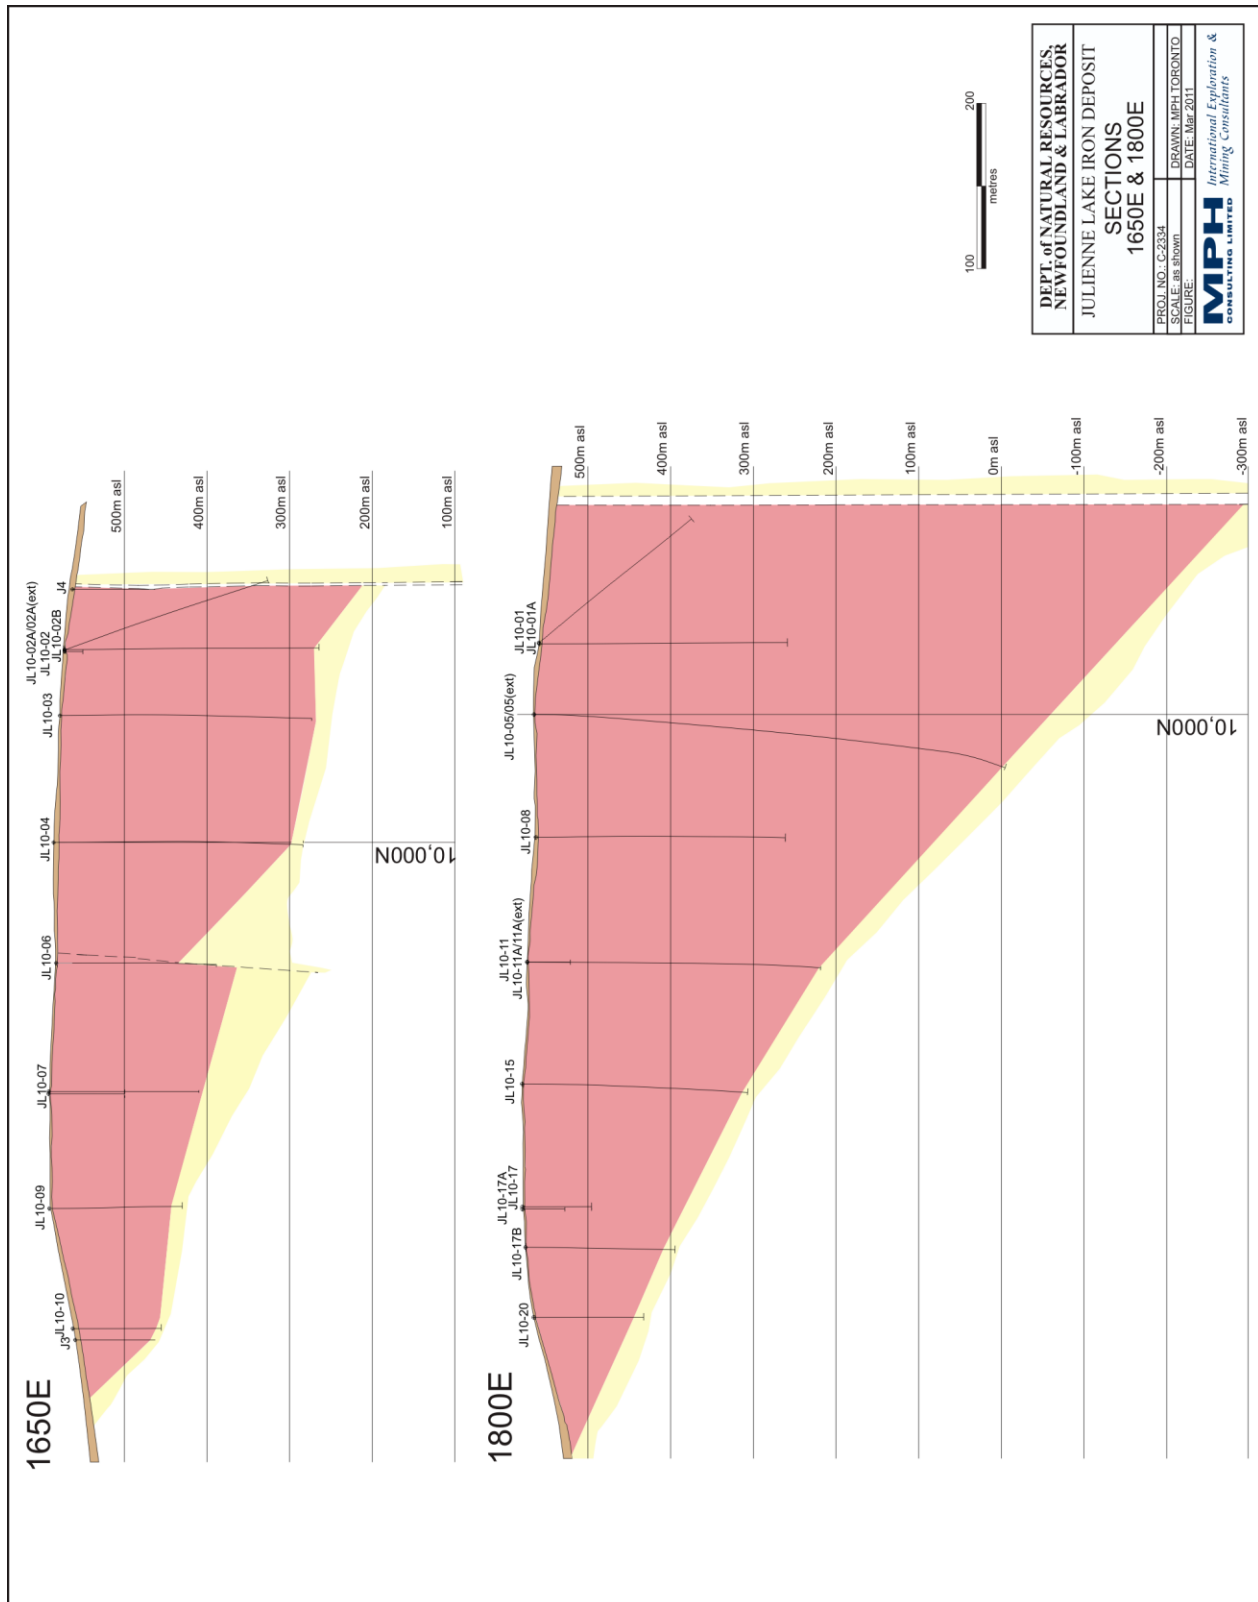 1650E
J3
JL10-10
JL10-09
JL10-07
JL10-06
JL10-04
JL10-03
JL10-02A/02A(ext)
JL10-02
JL10-02B
J4
500m asl
400m asl
300m asl
200m asl
100m asl
10,000N
1800E
JL10-20
JL10-17B
JL10-17A
JL10-17
JL10-15
JL10-11
JL10-11A/11A(ext)
JL10-08
JL10-05/05(ext)
JL10-01
JL10-01A
500m asl
400m asl
300m asl
200m asl
100m asl
0m asl
-100m asl
-200m asl
-300m asl
10,000N
100
200
metres
DEPT. of NATURAL RESOURCES,
NEWFOUNDLAND & LABRADOR
JULIENNE LAKE IRON DEPOSIT
SECTIONS
1650E & 1800E
PROJ. NO.: C-2334
SCALE: as shown
DRAWN: MPH TORONTO
FIGURE:
DATE: Mar 2011
MPH
CONSULTING LIMITED
International Exploration &
Mining Consultants